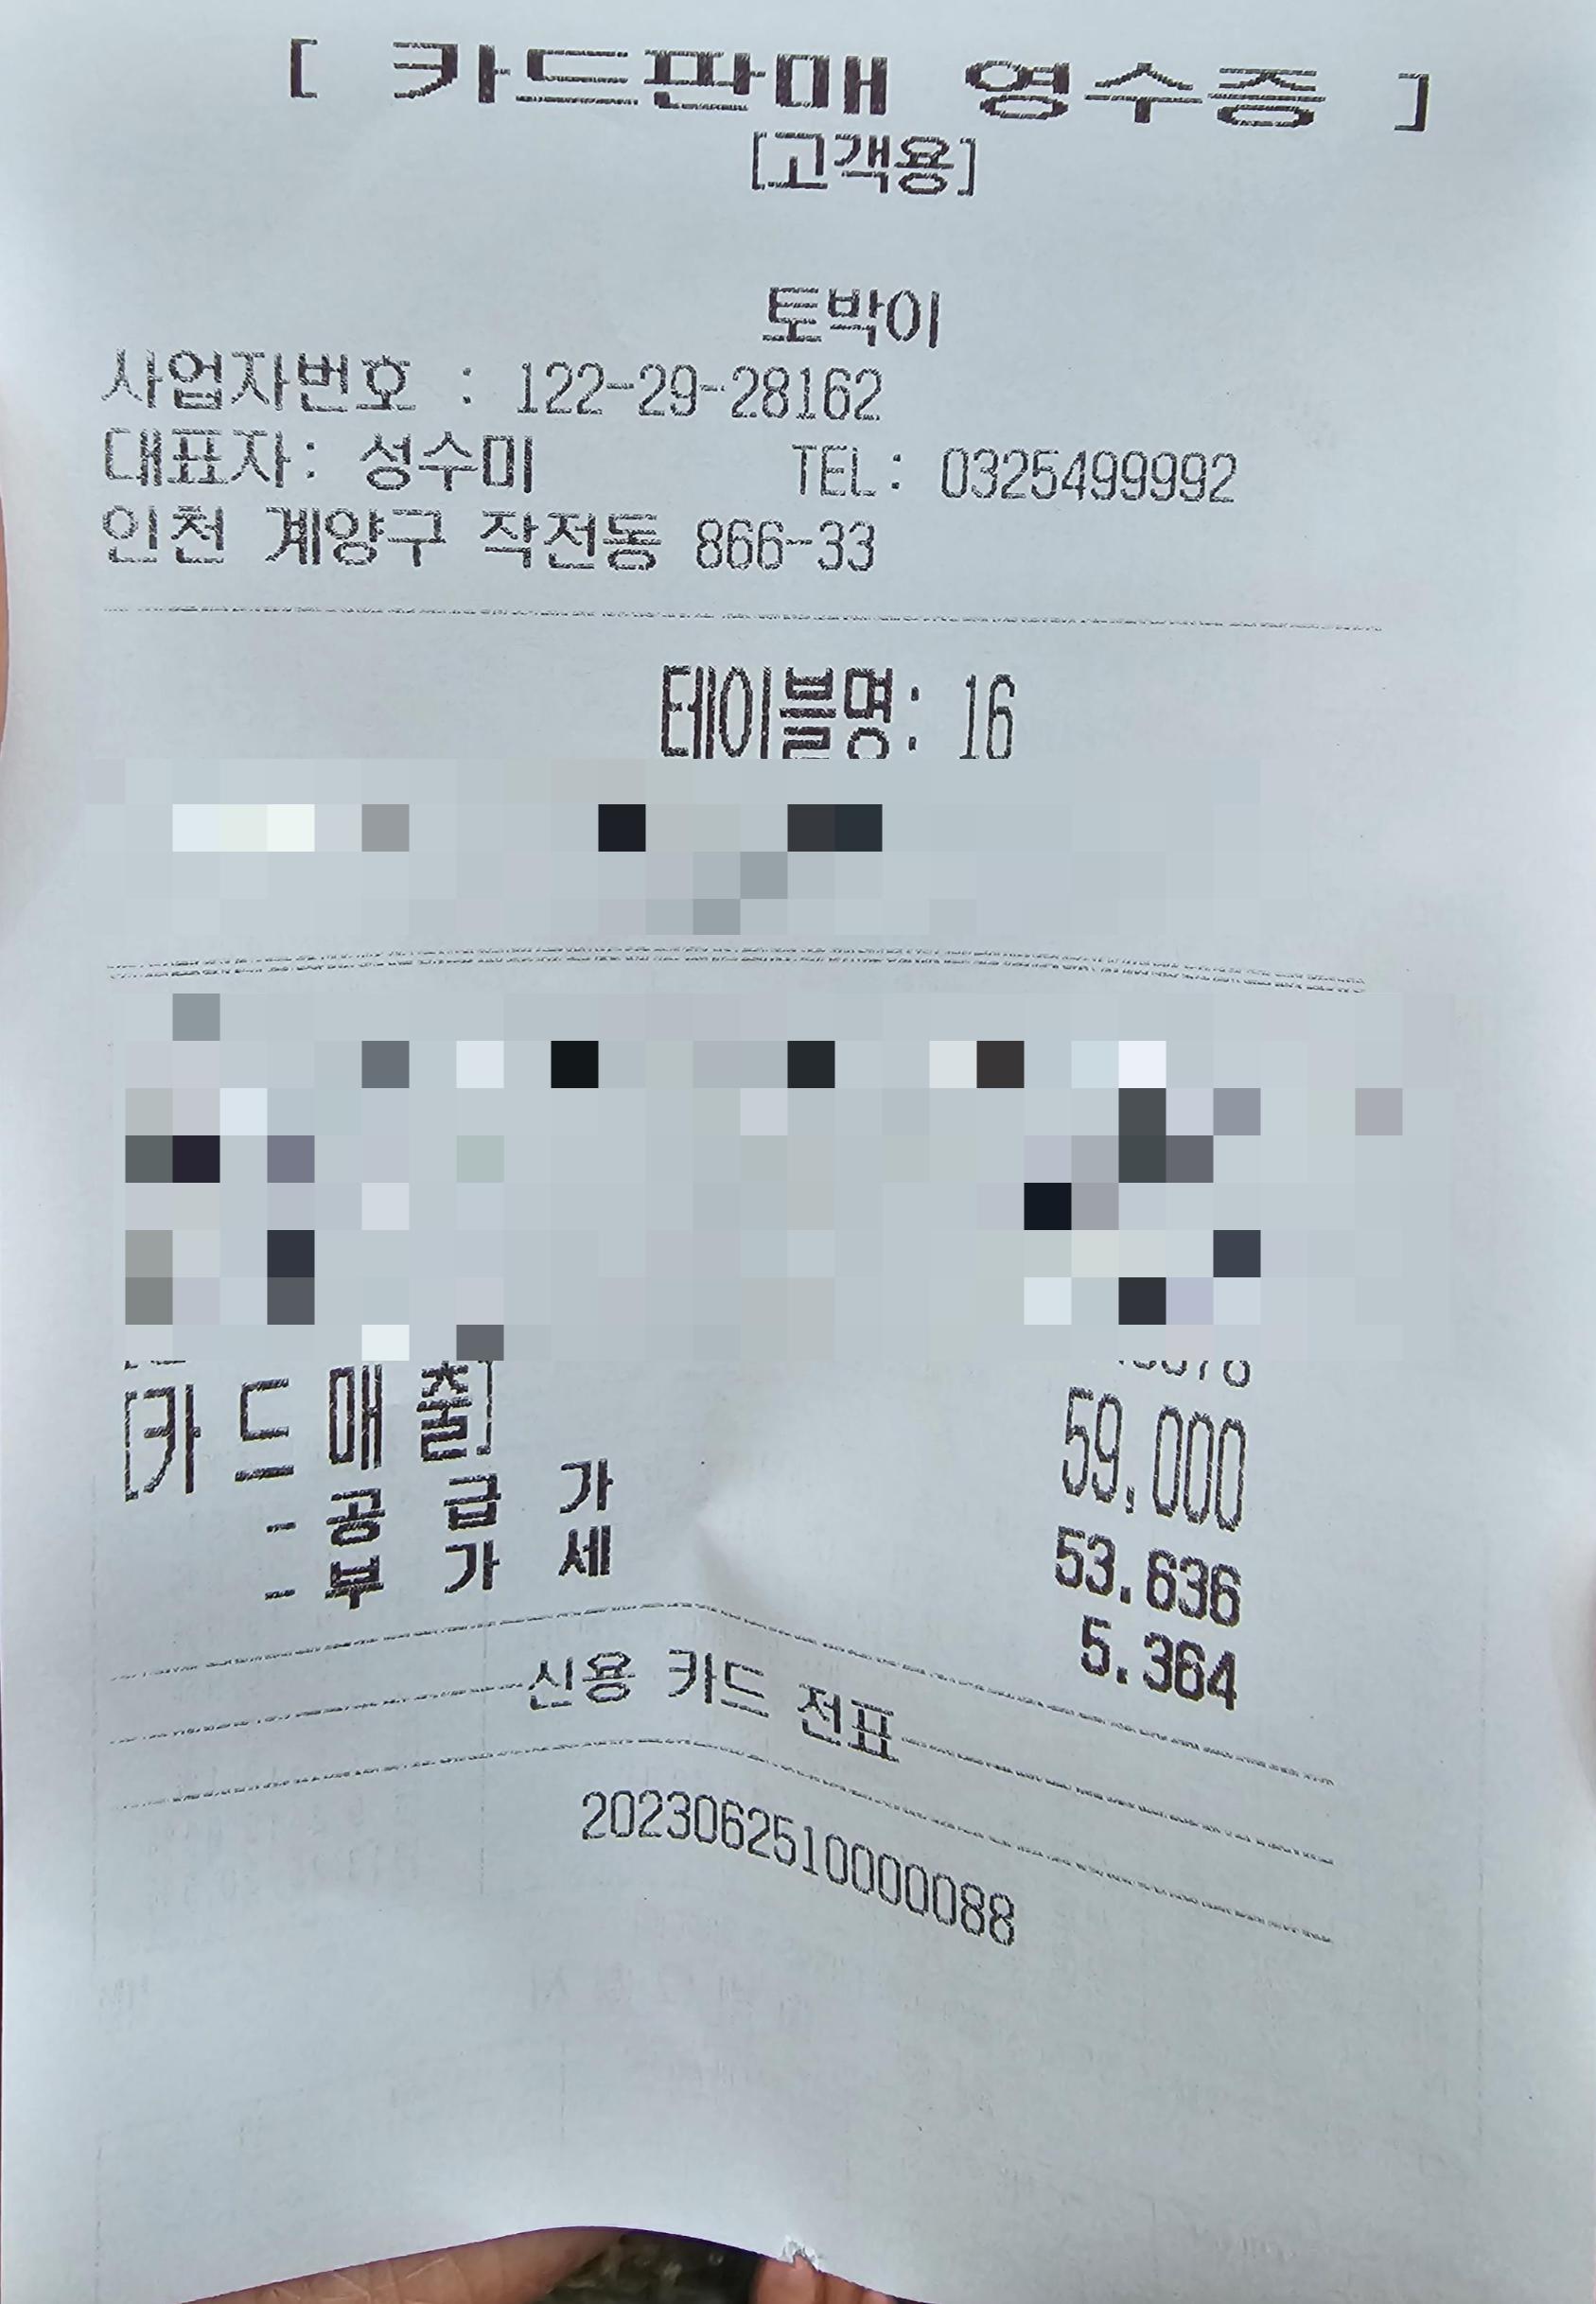 [ 카드판매 영수증 ]
[고객용]
토박이
사업자번호 : 122-29-28162
대표자: 성수미 TEL: 0325499992
인천 계양구 작전동 866-33
테이블명: 16
[카드매출] 59,000
- 공급가 53.636
- 부가세 5.364
신용 카드 전표
2023062510000088